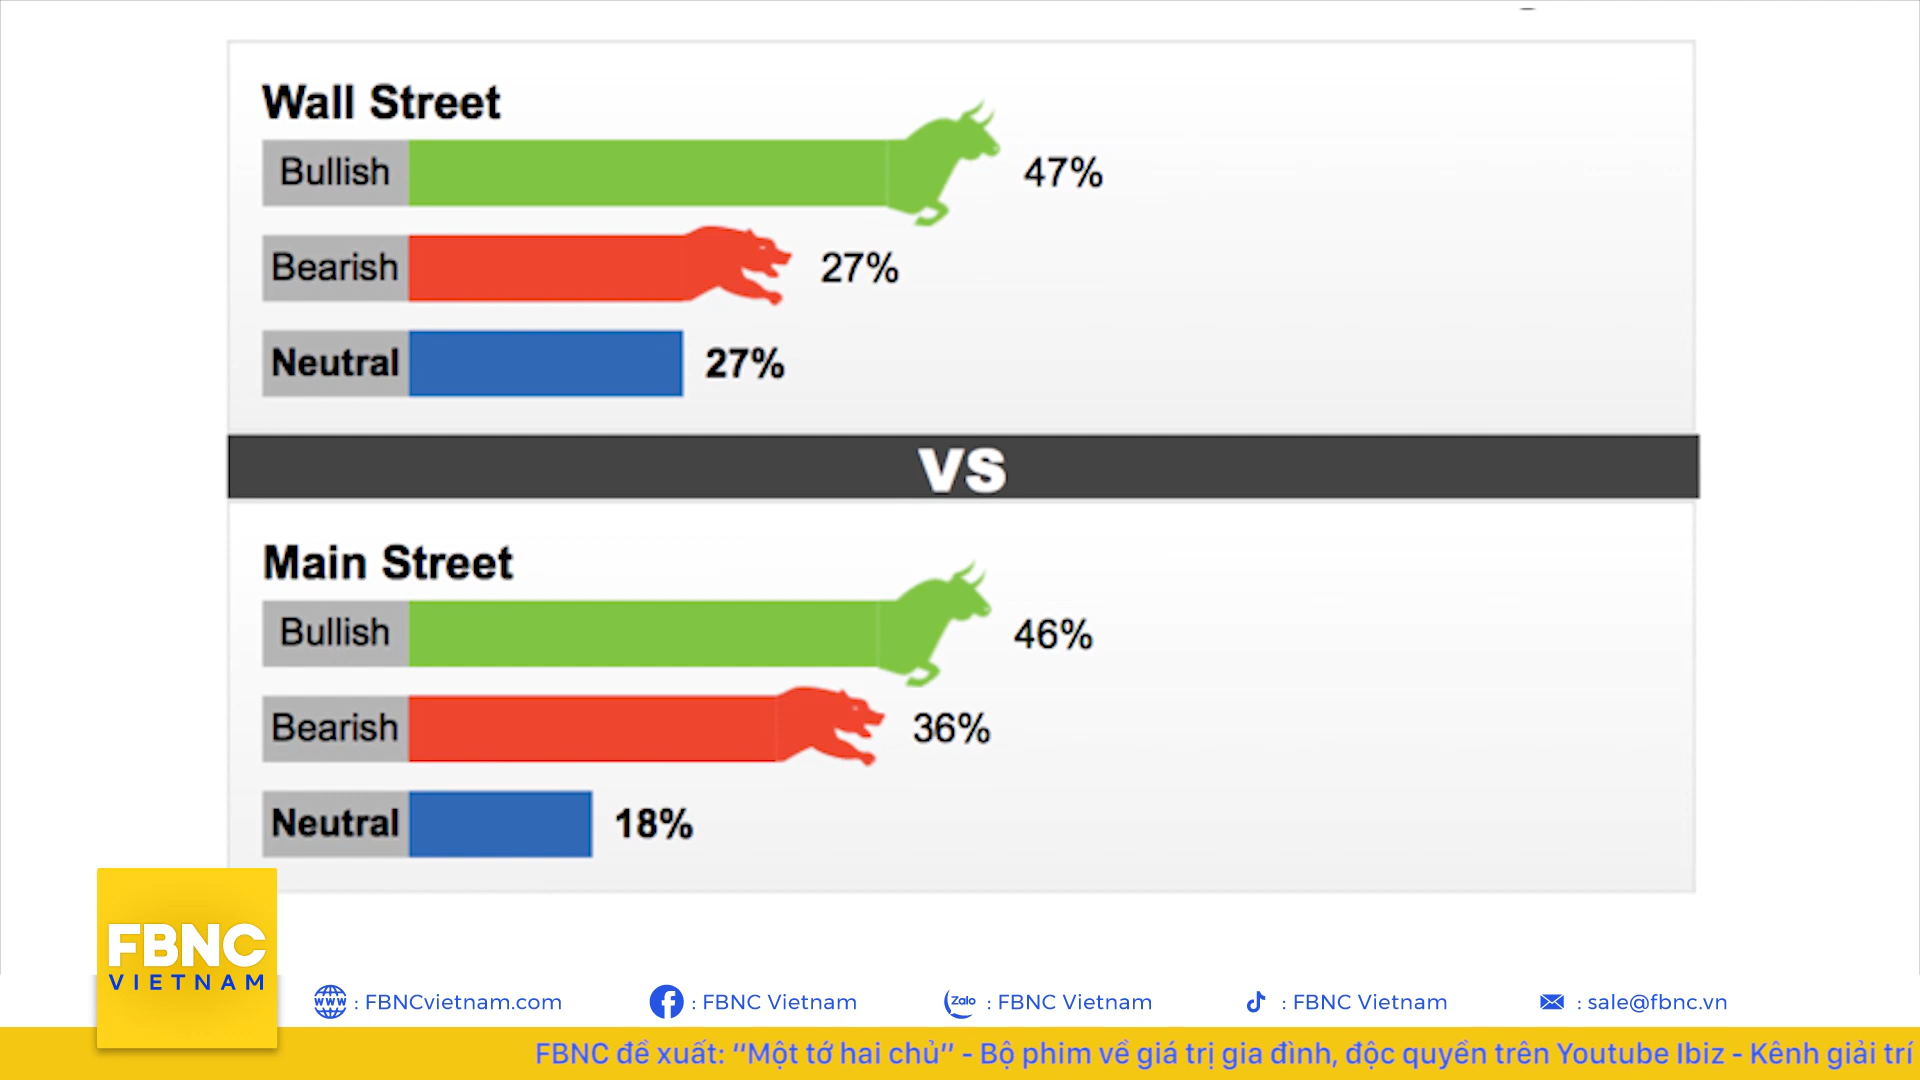 Wall Street
Bullish 47%
Bearish 27%
Neutral 27%
VS
Main Street
Bullish 46%
Bearish 36%
Neutral 18%
FBNC
VIETNAM
www : FBNCvietnam.com
: FBNC Vietnam
Zalo : FBNC Vietnam
: FBNC Vietnam
: sale@fbnc.vn
FBNC đề xuất: "Một tớ hai chủ" - Bộ phim về giá trị gia đình, độc quyền trên Youtube Ibiz - Kênh giải trí